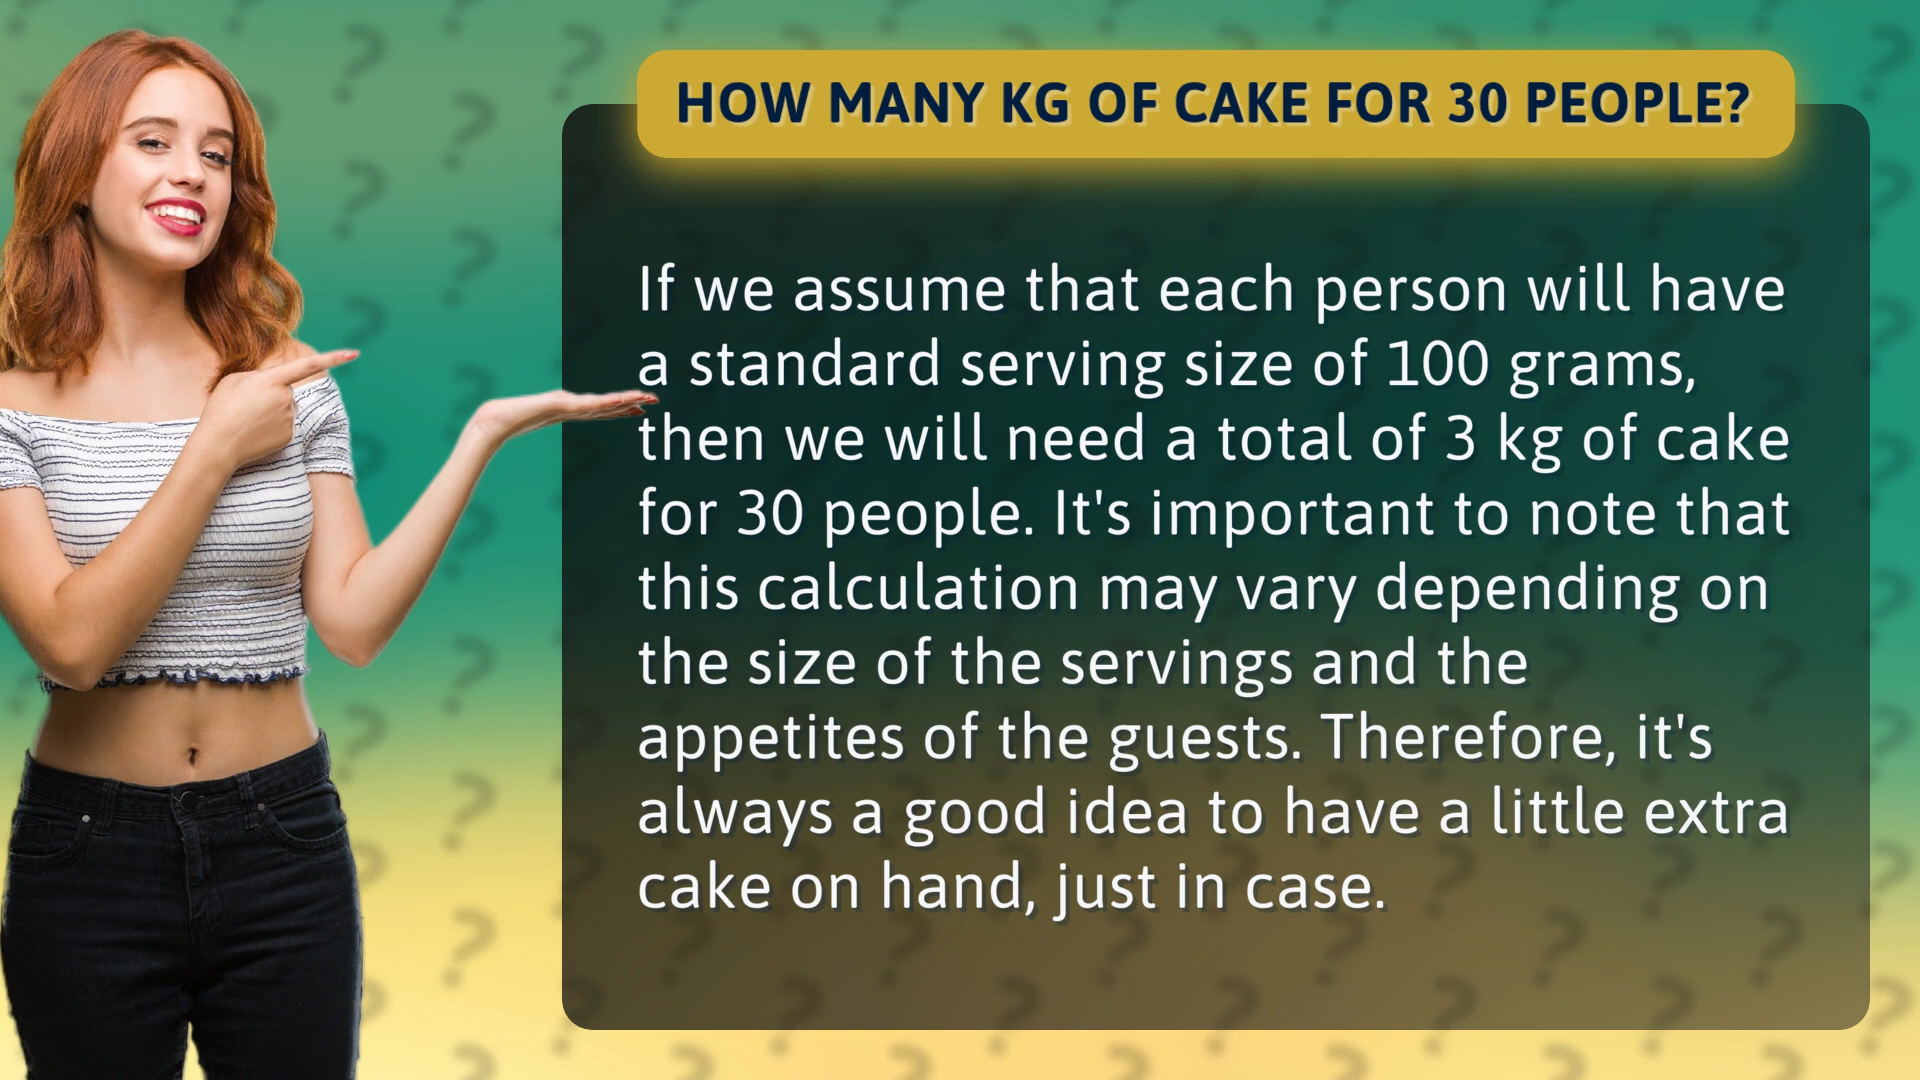 HOW MANY KG OF CAKE FOR 30 PEOPLE?
If we assume that each person will have
a standard serving size of 100 grams,
then we will need a total of 3 kg of cake
for 30 people. It's important to note that
this calculation may vary depending on
the size of the servings and the
appetites of the guests. Therefore, it's
always a good idea to have a little extra
cake on hand, just in case.